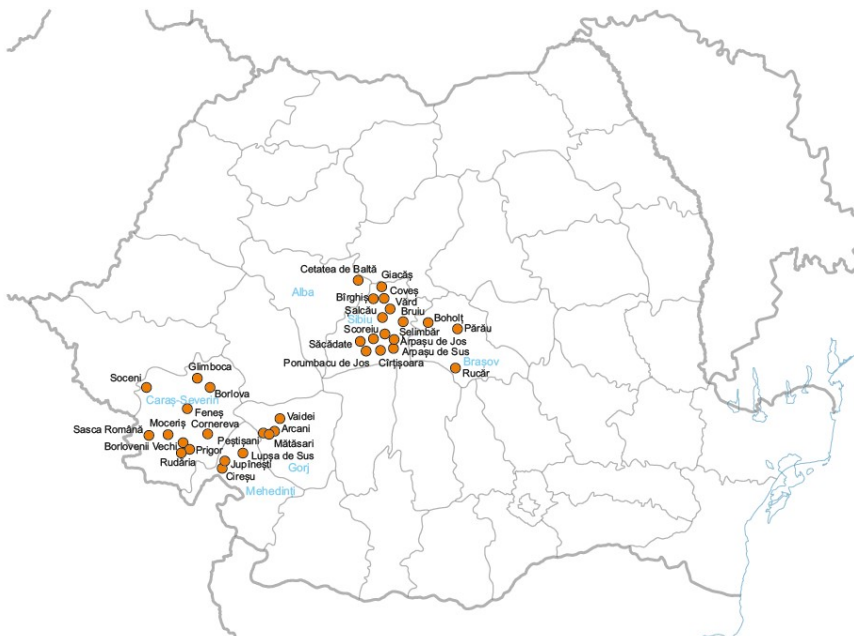 Cetatea de Baltă
Giacăș
Alba
Bîrghiș
Coveș
Vărd
Șalcău
Bruiu
Sibiu
Boholț
Părău
Scoreiu
Șelimbăr
Săcădate
Arpașu de Jos
Arpașu de Sus
Porumbacu de Jos
Cîrțișoara
Brașov
Rucăr
Glimboca
Soceni
Borlova
Caraș-Severin
Feneș
Vaidei
Sasca Română
Moceriș
Cornereva
Arcani
Peștișani
Mătăsari
Borlovenii Vechi
Prigor
Lupșa de Sus
Rudăria
Jupînești
Gorj
Cireșu
Mehedinți